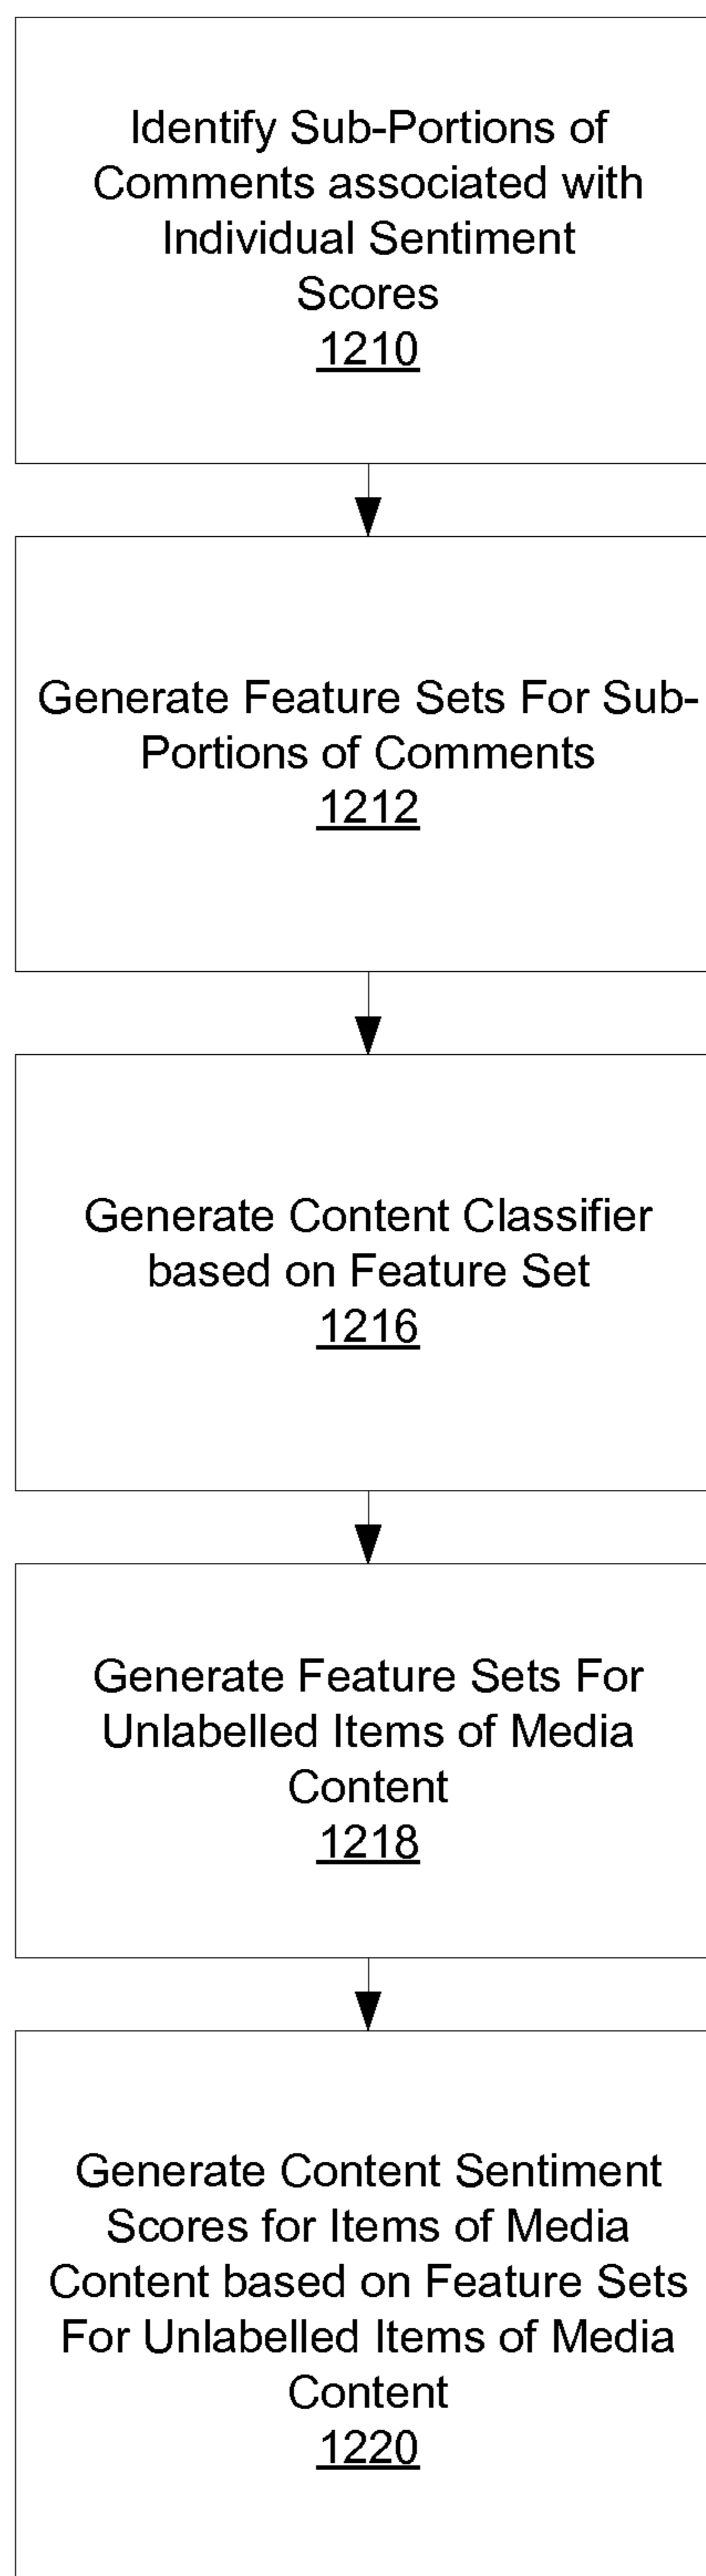 Identify Sub-Portions of
Comments associated with
Individual Sentiment
Scores
1210
Generate Feature Sets For Sub-
Portions of Comments
1212
Generate Content Classifier
based on Feature Set
1216
Generate Feature Sets For
Unlabelled Items of Media
Content
1218
Generate Content Sentiment
Scores for Items of Media
Content based on Feature Sets
For Unlabelled Items of Media
Content
1220